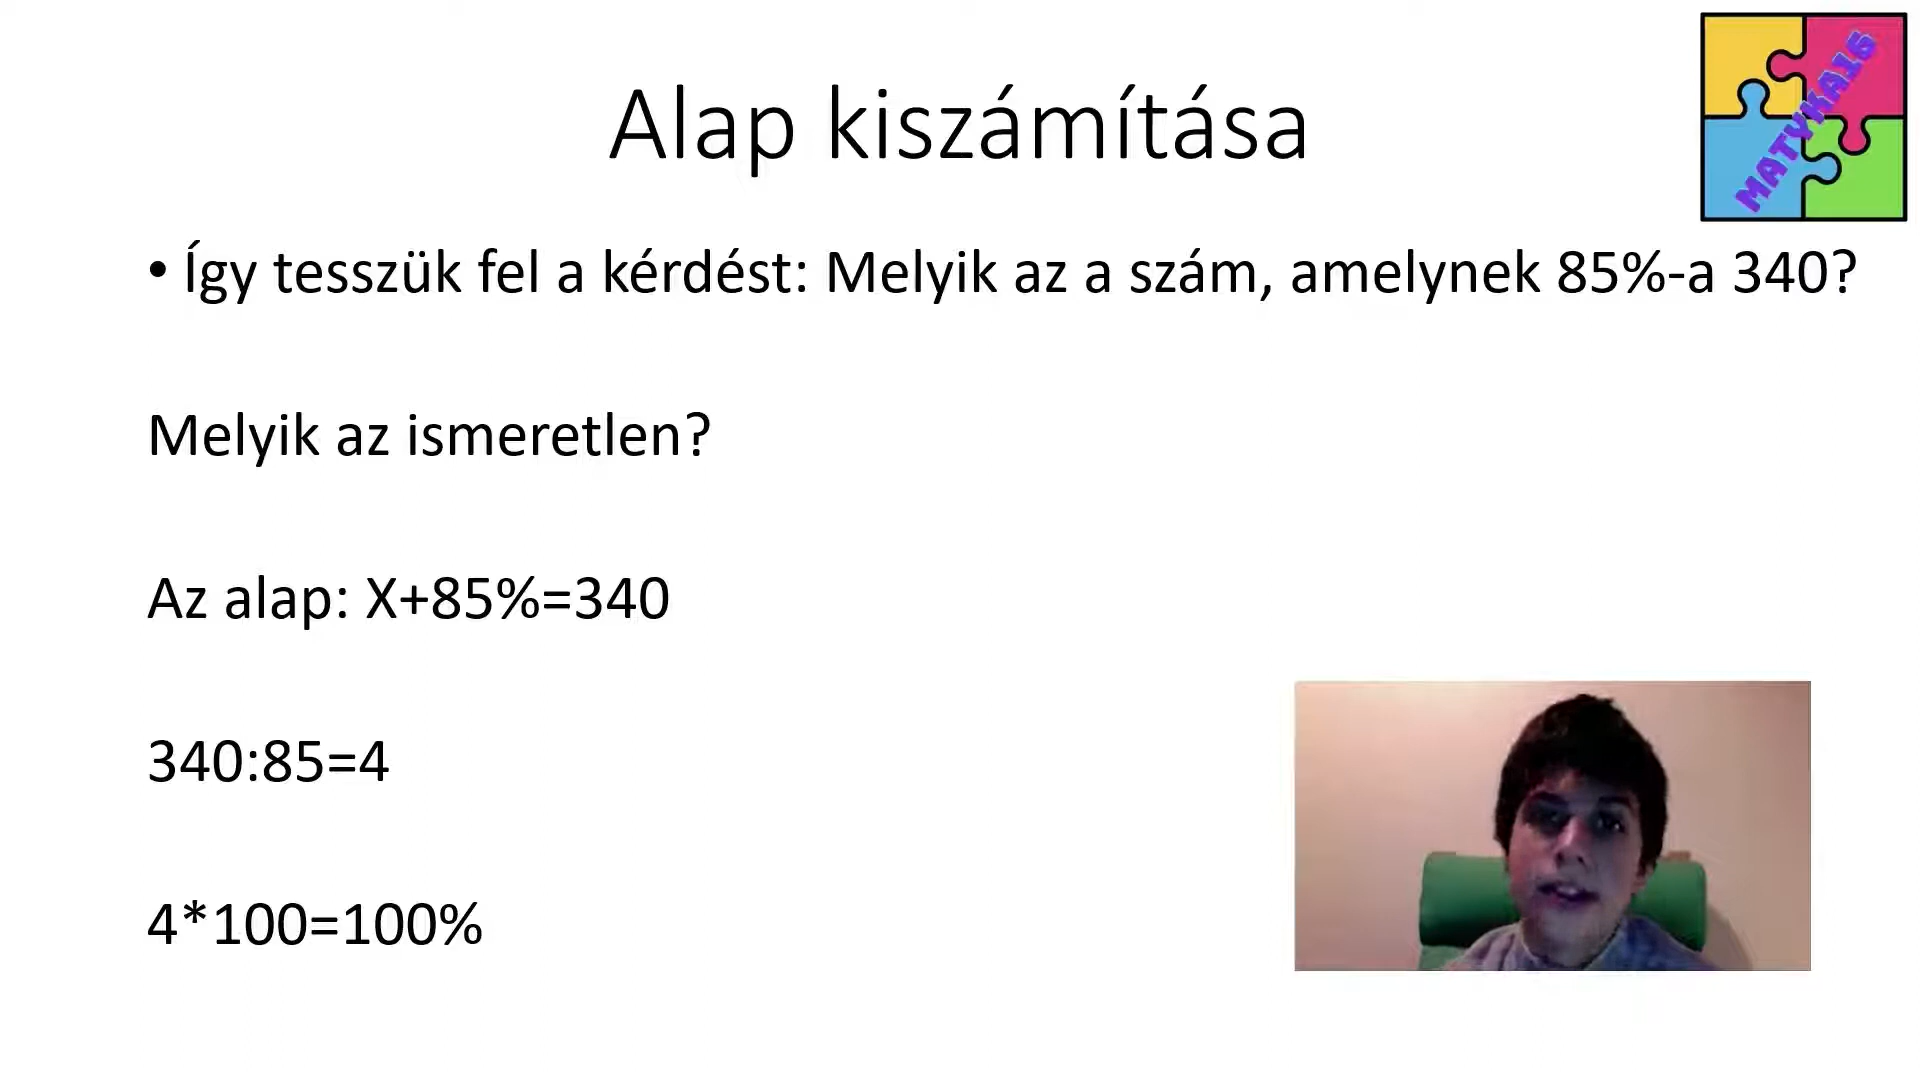 Alap kiszámítása
MATYKA16
• Így tesszük fel a kérdést: Melyik az a szám, amelynek 85%-a 340?
Melyik az ismeretlen?
Az alap: X+85%=340
340:85=4
4*100=100%